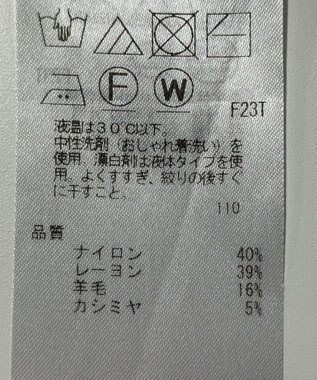 F W
F23T
液温は30℃以下。
中性洗剤(おしゃれ着洗い)を
使用。漂白剤は液体タイプを使
用。よくすすぎ、絞りの後すぐ
に干すこと。
110
品質
ナイロン 40%
レーヨン 39%
羊毛 16%
カシミヤ 5%